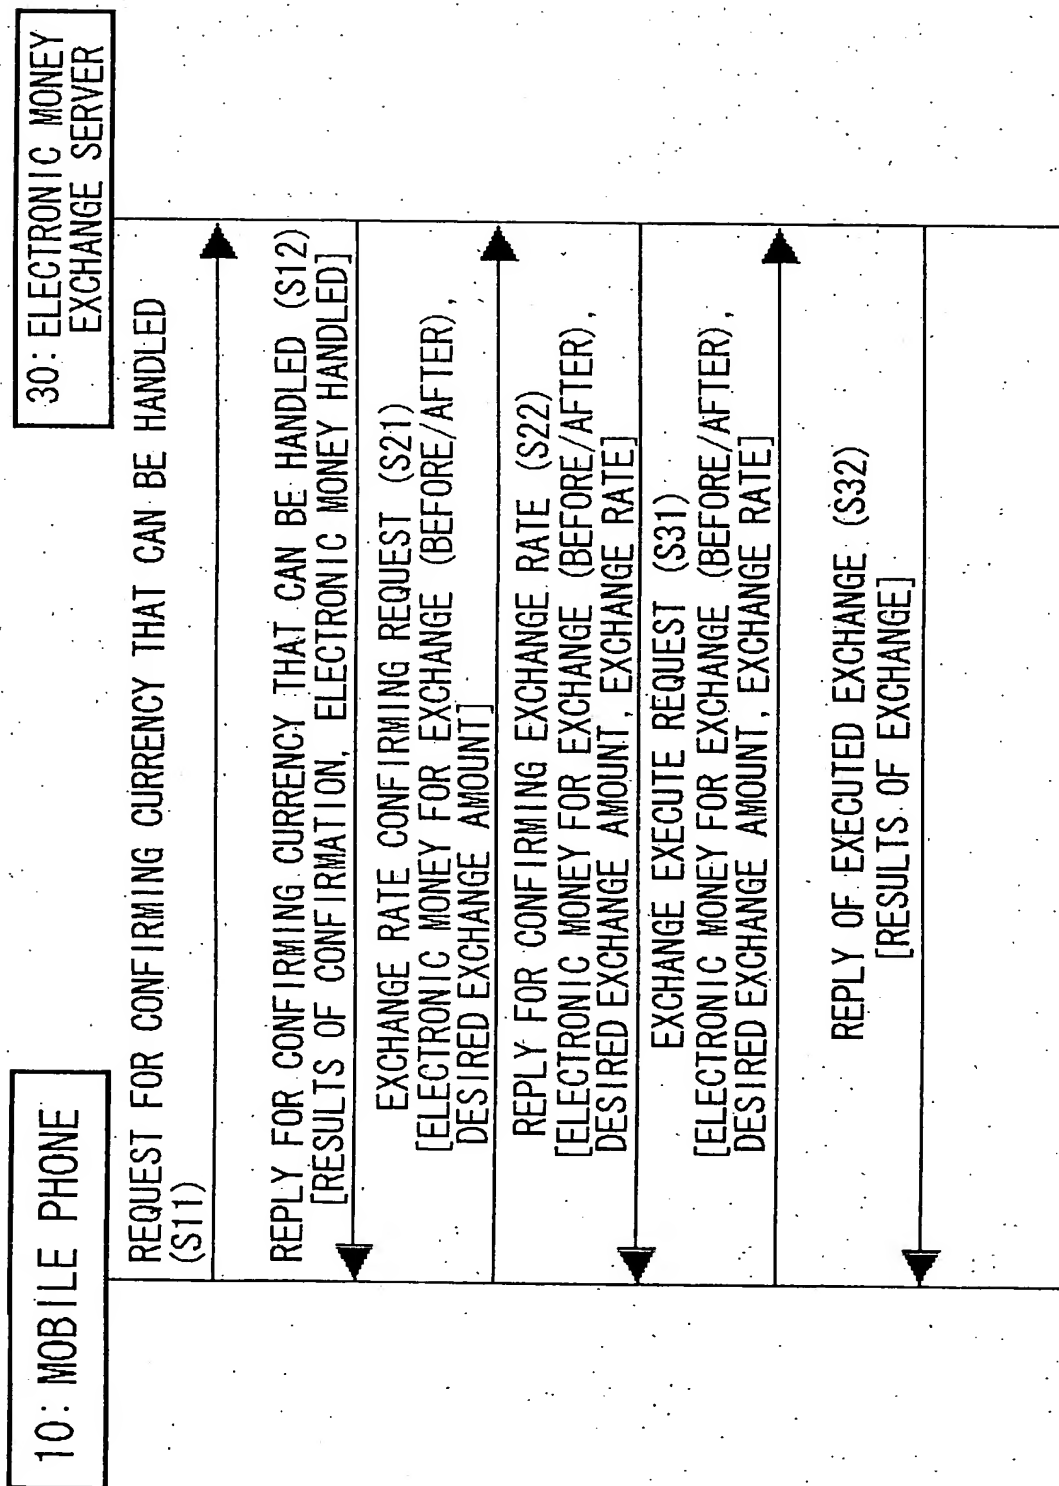 10: MOBILE PHONE
30: ELECTRONIC MONEY
EXCHANGE SERVER
REQUEST FOR CONFIRMING CURRENCY THAT CAN BE HANDLED
(S11)
REPLY FOR CONFIRMING CURRENCY THAT CAN BE HANDLED (S12)
[RESULTS OF CONFIRMATION, ELECTRONIC MONEY HANDLED]
EXCHANGE RATE CONFIRMING REQUEST (S21)
[ELECTRONIC MONEY FOR EXCHANGE (BEFORE/AFTER),
DESIRED EXCHANGE AMOUNT]
REPLY FOR CONFIRMING EXCHANGE RATE (S22)
[ELECTRONIC MONEY FOR EXCHANGE (BEFORE/AFTER),
DESIRED EXCHANGE AMOUNT, EXCHANGE RATE]
EXCHANGE EXECUTE REQUEST (S31)
[ELECTRONIC MONEY FOR EXCHANGE (BEFORE/AFTER),
DESIRED EXCHANGE AMOUNT, EXCHANGE RATE]
REPLY OF EXECUTED EXCHANGE (S32)
[RESULTS OF EXCHANGE]